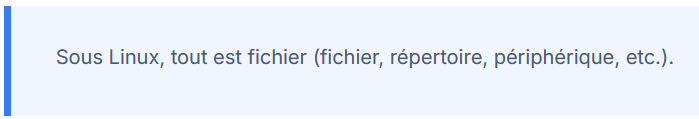 Sous Linux, tout est fichier (fichier, répertoire, périphérique, etc.).